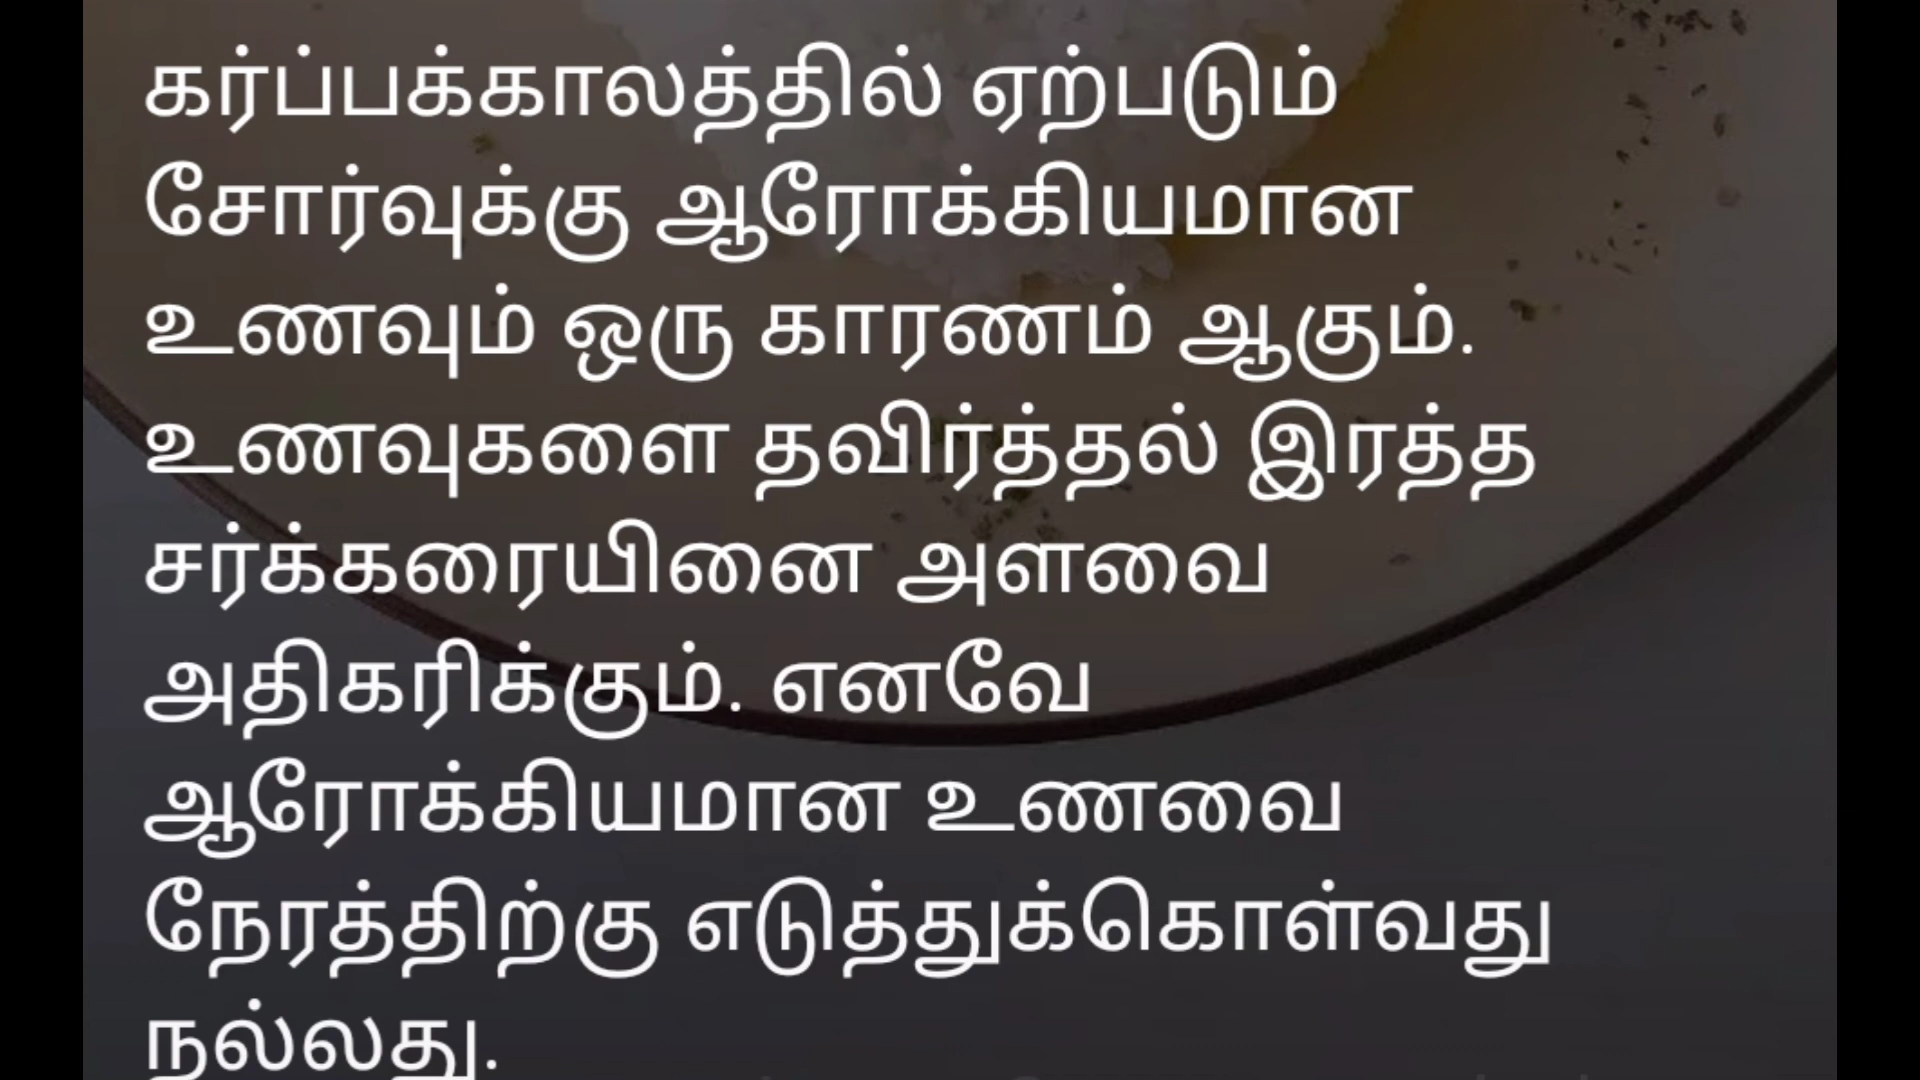 கர்ப்பக்காலத்தில் ஏற்படும்
சோர்வுக்கு ஆரோக்கியமான
உணவும் ஒரு காரணம் ஆகும்.
உணவுகளை தவிர்த்தல் இரத்த
சர்க்கரையினை அளவை
அதிகரிக்கும். எனவே
ஆரோக்கியமான உணவை
நேரத்திற்கு எடுத்துக்கொள்வது
நல்லது.